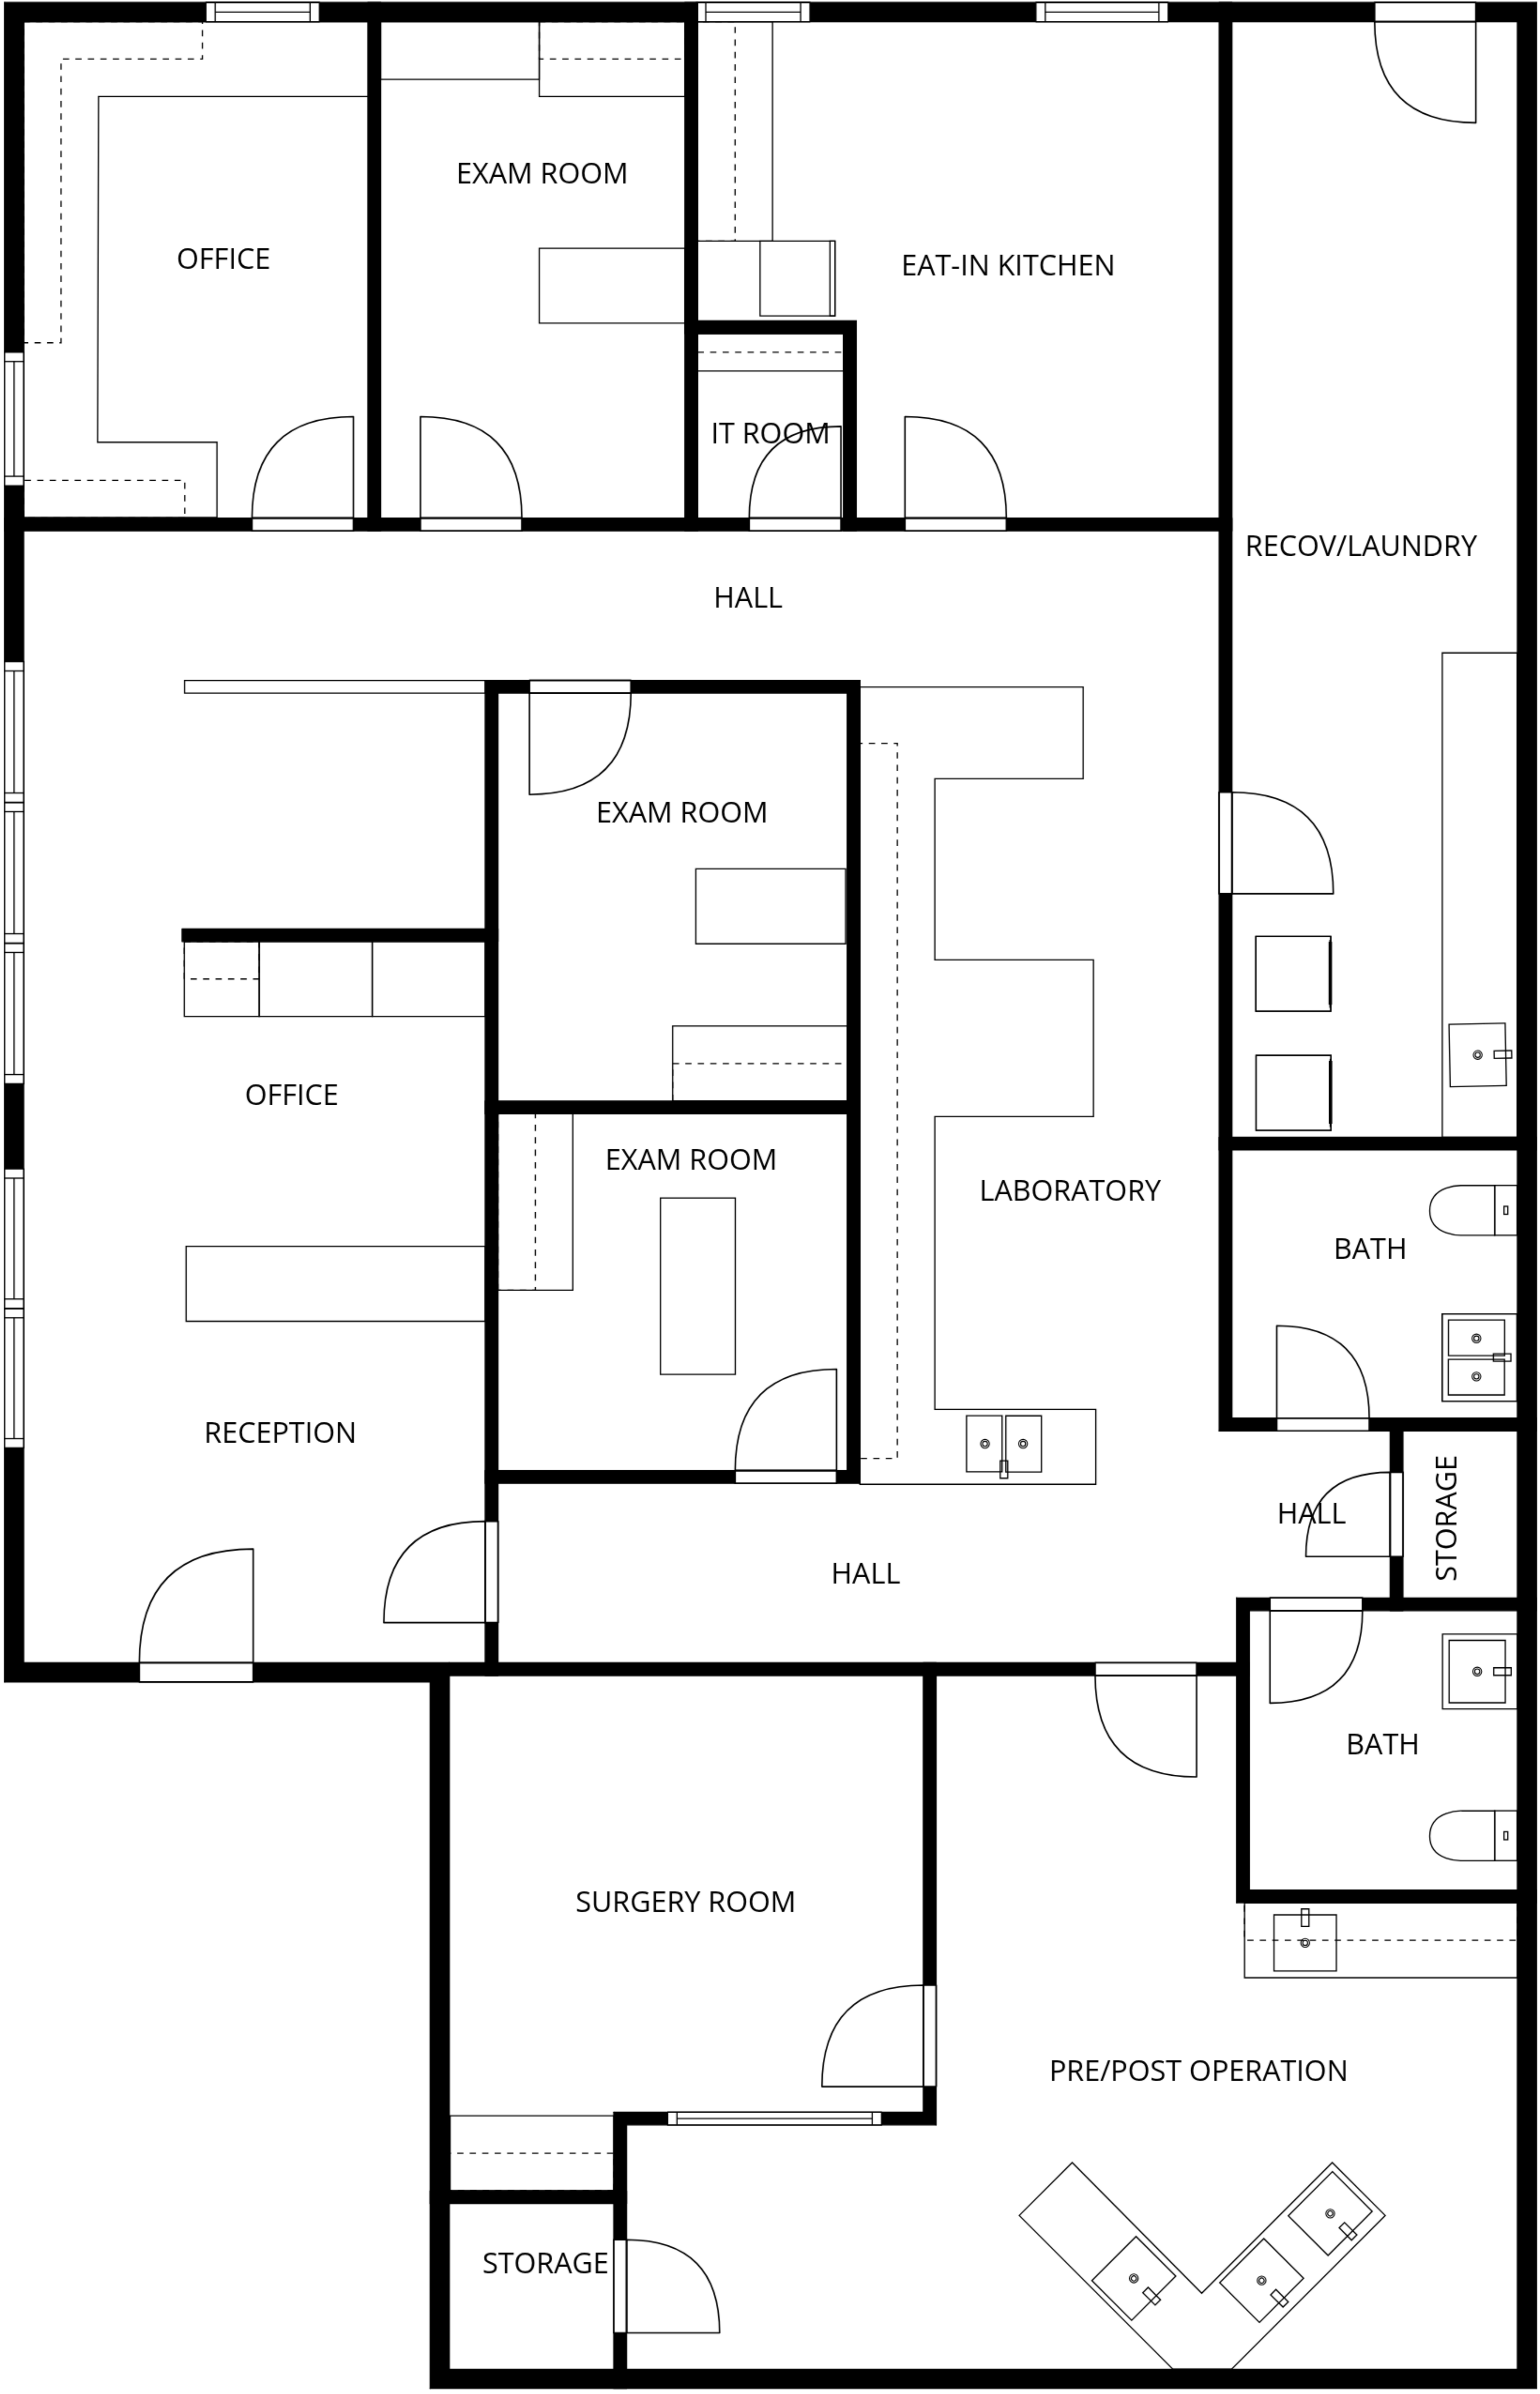 EXAM ROOM
OFFICE
EAT-IN KITCHEN
IT ROOM
RECOV/LAUNDRY
HALL
EXAM ROOM
OFFICE
EXAM ROOM
LABORATORY
BATH
RECEPTION
HALL
STORAGE
HALL
BATH
SURGERY ROOM
PRE/POST OPERATION
STORAGE